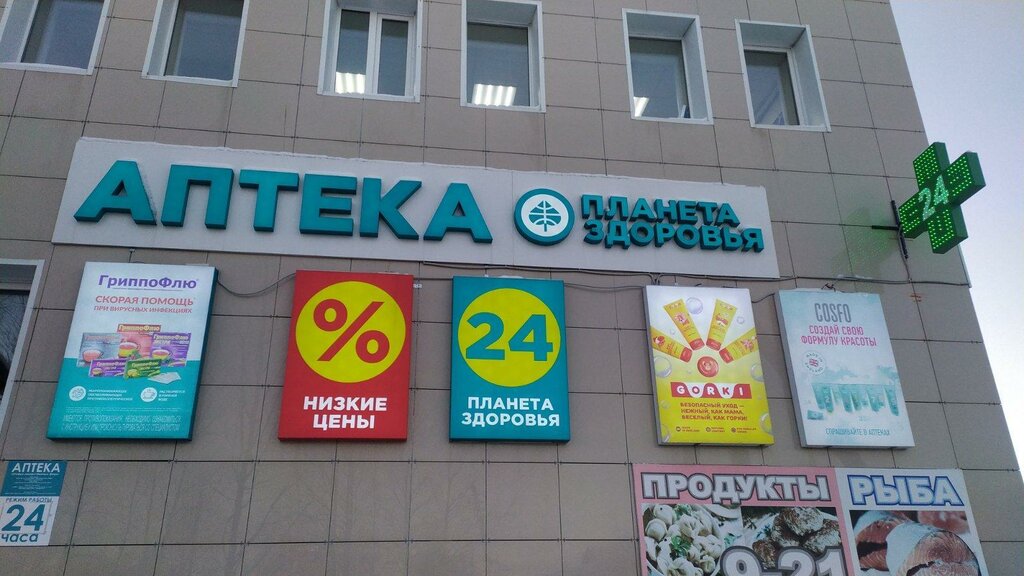 АПТЕКА
ПЛАНЕТА
ЗДОРОВЬЯ
24
ГриппоФлю
СКОРАЯ ПОМОЩЬ
ПРИ ВИРУСНЫХ ИНФЕКЦИЯХ
%
НИЗКИЕ
ЦЕНЫ
24
ПЛАНЕТА
ЗДОРОВЬЯ
GORKI
БЕЗОПАСНЫЙ УХОД —
НЕЖНЫЙ, КАК МАМА,
ВЕСЕЛЫЙ, КАК ГОРКИ!
COSFO
СОЗДАЙ СВОЮ
ФОРМУЛУ КРАСОТЫ
СПРАШИВАЙТЕ В АПТЕКАХ
АПТЕКА
РЕЖИМ РАБОТЫ
24
часа
ПРОДУКТЫ
9-21
РЫБА